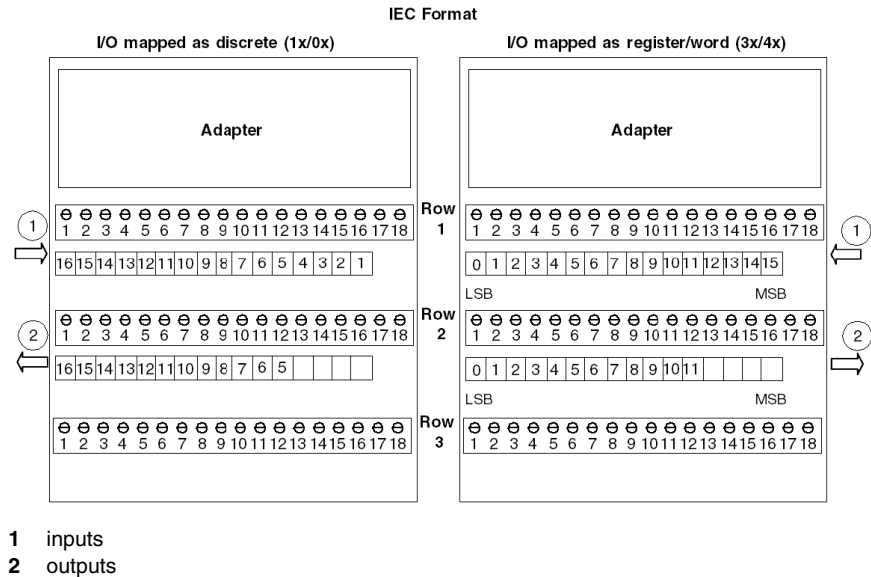 IEC Format
I/O mapped as discrete (1x/0x)
I/O mapped as register/word (3x/4x)
Adapter
Adapter
Row 1
1 2 3 4 5 6 7 8 9 10 11 12 13 14 15 16 17 18
1 2 3 4 5 6 7 8 9 10 11 12 13 14 15 16 17 18
1
1
16 15 14 13 12 11 10 9 8 7 6 5 4 3 2 1
0 1 2 3 4 5 6 7 8 9 10 11 12 13 14 15
LSB MSB
Row 2
1 2 3 4 5 6 7 8 9 10 11 12 13 14 15 16 17 18
1 2 3 4 5 6 7 8 9 10 11 12 13 14 15 16 17 18
2
2
16 15 14 13 12 11 10 9 8 7 6 5
0 1 2 3 4 5 6 7 8 9 10 11
LSB MSB
Row 3
1 2 3 4 5 6 7 8 9 10 11 12 13 14 15 16 17 18
1 2 3 4 5 6 7 8 9 10 11 12 13 14 15 16 17 18
1 inputs
2 outputs